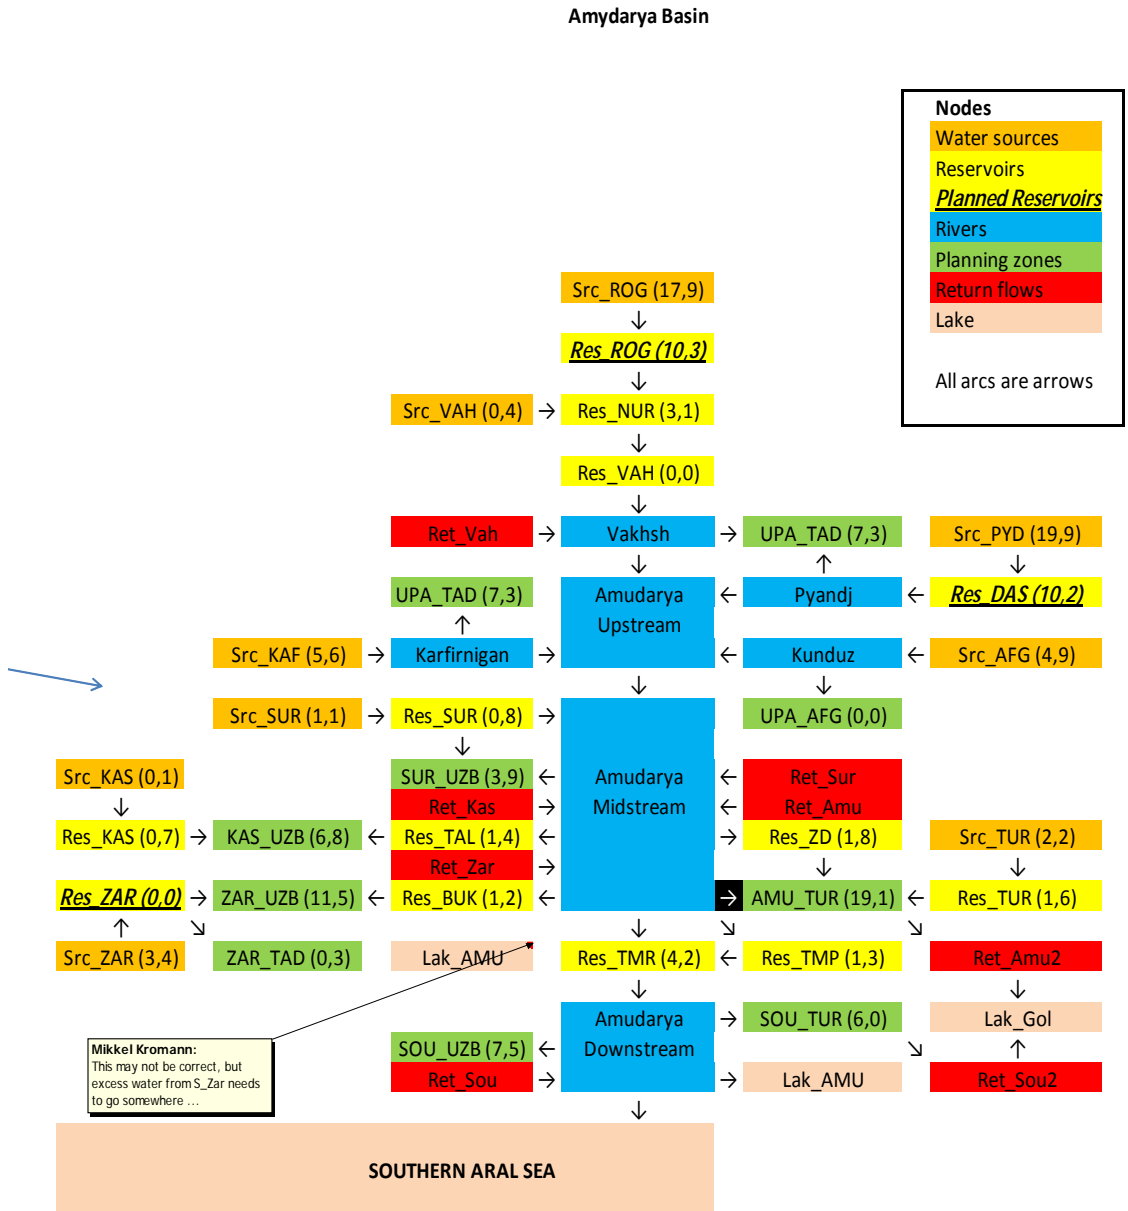 Amydarya Basin
Nodes
Water sources
Reservoirs
Planned Reservoirs
Rivers
Planning zones
Return flows
Lake
All arcs are arrows
Src_ROG (17,9)
↓
Res_ROG (10,3)
↓
Src_VAH (0,4) → Res_NUR (3,1)
↓
Res_VAH (0,0)
↓
Ret_Vah → Vakhsh → UPA_TAD (7,3) Src_PYD (19,9)
↓ ↑ ↓
UPA_TAD (7,3) Amudarya ← Pyandj ← Res_DAS (10,2)
↑ Upstream
Src_KAF (5,6) → Karfirnigan → ← Kunduz ← Src_AFG (4,9)
↓ ↓
Src_SUR (1,1) → Res_SUR (0,8) → UPA_AFG (0,0)
↓
Src_KAS (0,1) SUR_UZB (3,9) ← Amudarya ← Ret_Sur
↓ Ret_Kas → Midstream ← Ret_Amu
Res_KAS (0,7) → KAS_UZB (6,8) ← Res_TAL (1,4) ← → Res_ZD (1,8) Src_TUR (2,2)
Ret_Zar → ↓ ↓
Res_ZAR (0,0) → ZAR_UZB (11,5) ← Res_BUK (1,2) ← → AMU_TUR (19,1) ← Res_TUR (1,6)
↑ ↘ ↓ ↘ ↘
Src_ZAR (3,4) ZAR_TAD (0,3) Lak_AMU Res_TMR (4,2) ← Res_TMP (1,3) Ret_Amu2
↓ ↓
Amudarya → SOU_TUR (6,0) Lak_Gol
SOU_UZB (7,5) ← Downstream ↘ ↑
Ret_Sou → → Lak_AMU Ret_Sou2
↓
Mikkel Kromann:
This may not be correct, but
excess water from S_Zar needs
to go somewhere ...
SOUTHERN ARAL SEA